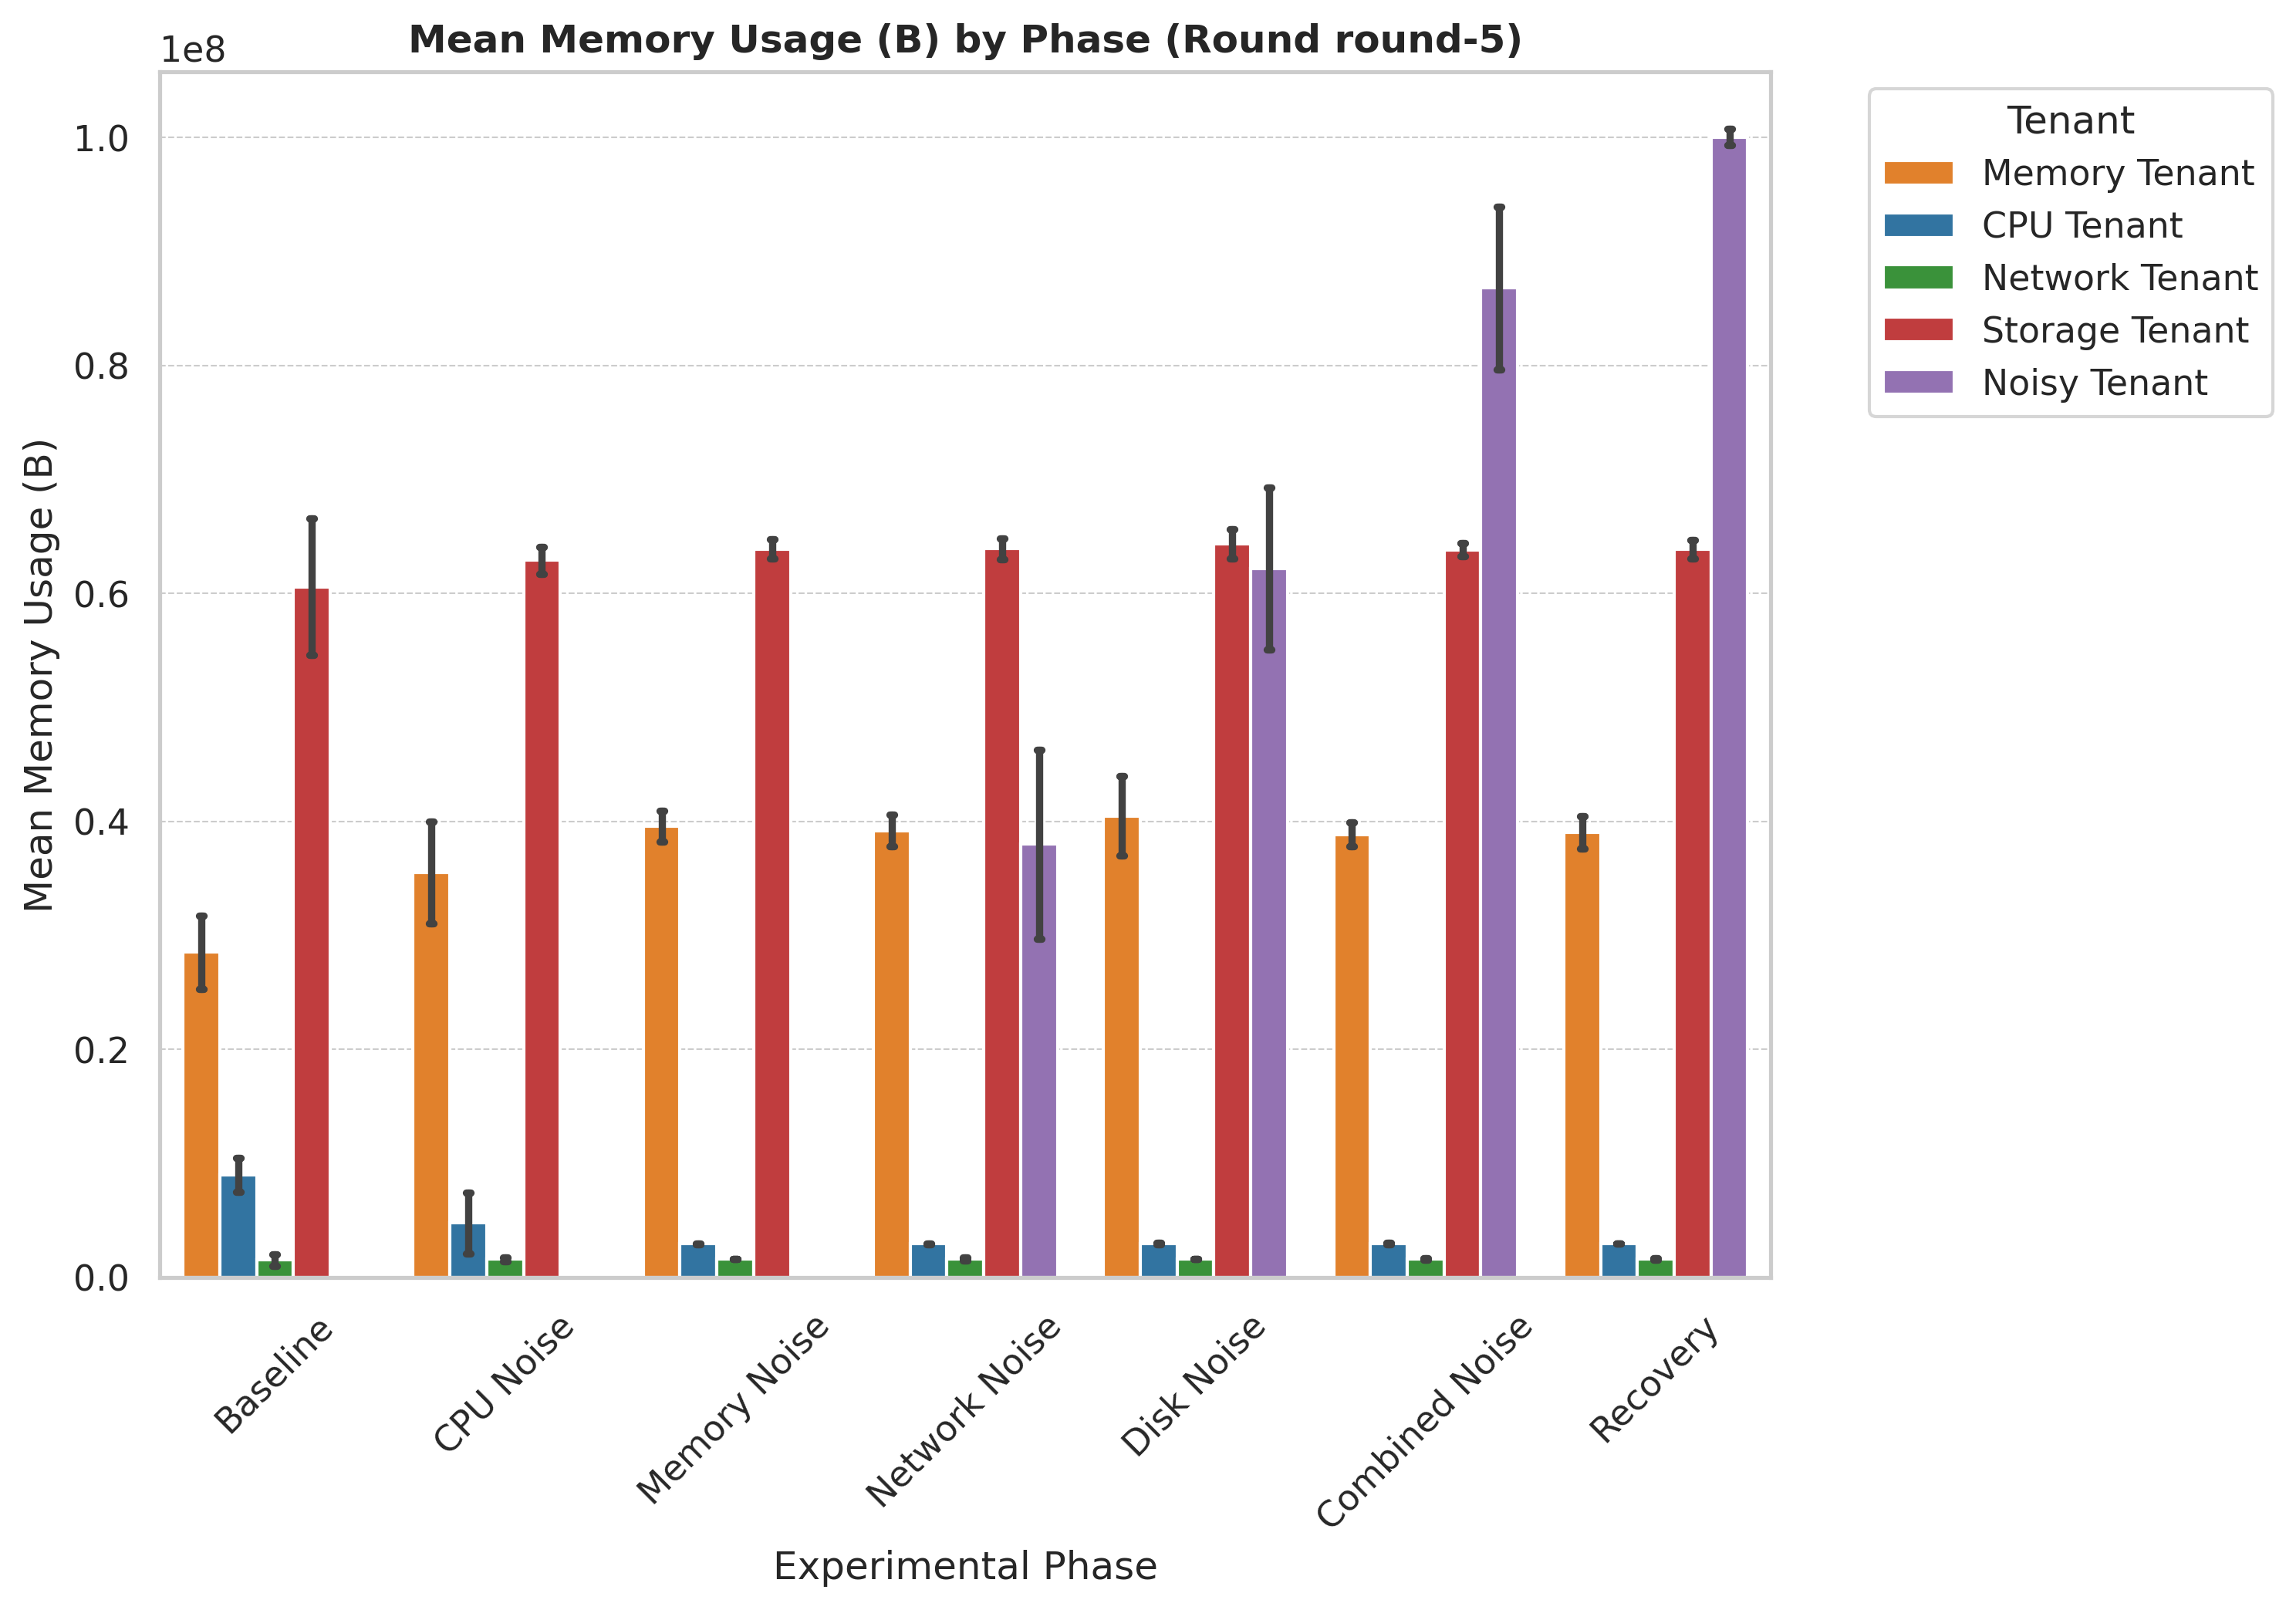 Mean Memory Usage (B) by Phase (Round round-5)
1e8
1.0
0.8
0.6
0.4
0.2
0.0
Mean Memory Usage (B)
Baseline
CPU Noise
Memory Noise
Network Noise
Disk Noise
Combined Noise
Recovery
Experimental Phase
Tenant
Memory Tenant
CPU Tenant
Network Tenant
Storage Tenant
Noisy Tenant